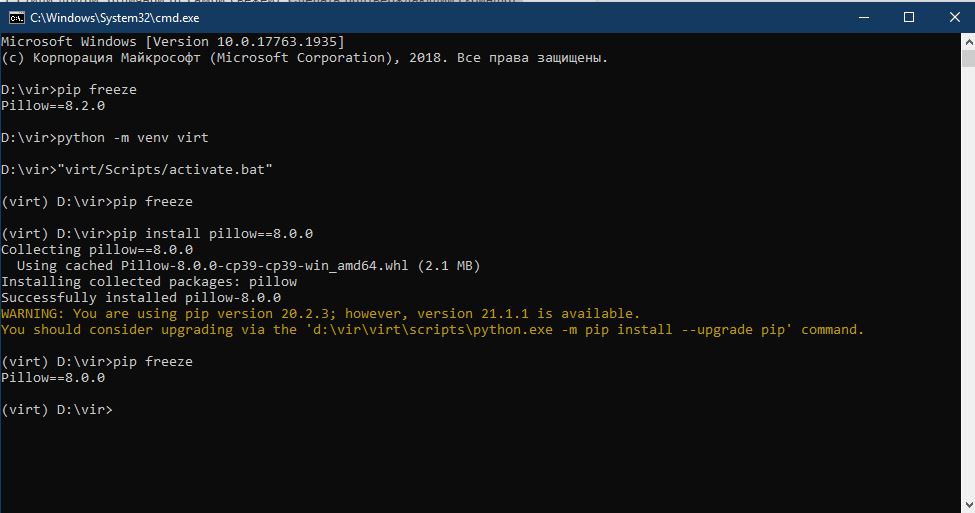 C:\Windows\System32\cmd.exe
Microsoft Windows [Version 10.0.17763.1935]
(c) Корпорация Майкрософт (Microsoft Corporation), 2018. Все права защищены.
D:\vir>pip freeze
Pillow==8.2.0
D:\vir>python -m venv virt
D:\vir>"virt/Scripts/activate.bat"
(virt) D:\vir>pip freeze
(virt) D:\vir>pip install pillow==8.0.0
Collecting pillow==8.0.0
  Using cached Pillow-8.0.0-cp39-cp39-win_amd64.whl (2.1 MB)
Installing collected packages: pillow
Successfully installed pillow-8.0.0
WARNING: You are using pip version 20.2.3; however, version 21.1.1 is available.
You should consider upgrading via the 'd:\vir\virt\scripts\python.exe -m pip install --upgrade pip' command.
(virt) D:\vir>pip freeze
Pillow==8.0.0
(virt) D:\vir>